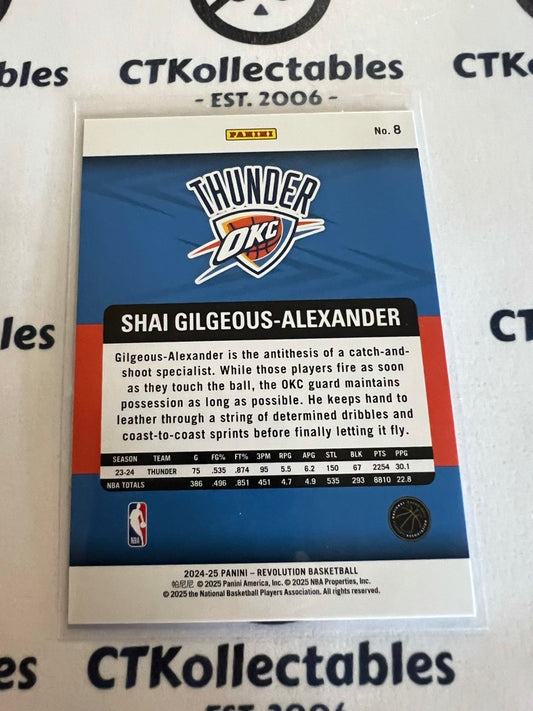 CTKollectables
- EST. 2006 -
bles
CTK
PANINI
No. 8
THUNDER
OKC
SHAI GILGEOUS-ALEXANDER
Gilgeous-Alexander is the antithesis of a catch-and-
shoot specialist. While those players fire as soon
as they touch the ball, the OKC guard maintains
possession as long as possible. He keeps hand to
leather through a string of determined dribbles and
coast-to-coast sprints before finally letting it fly.
SEASON TEAM G FG% FT% 3PM RPG APG STL BLK PTS PPG
23-24 THUNDER 75 .535 .874 95 5.5 6.2 150 67 2254 30.1
NBA TOTALS 386 .496 .851 451 4.7 4.9 535 293 8810 22.8
NBA
2024-25 PANINI – REVOLUTION BASKETBALL
帕尼尼 © 2025 Panini America, Inc. © 2025 NBA Properties, Inc.
© 2025 the National Basketball Players Association. All rights reserved.
bles
CT
es
CTKollectables
CTK
EST. 2006